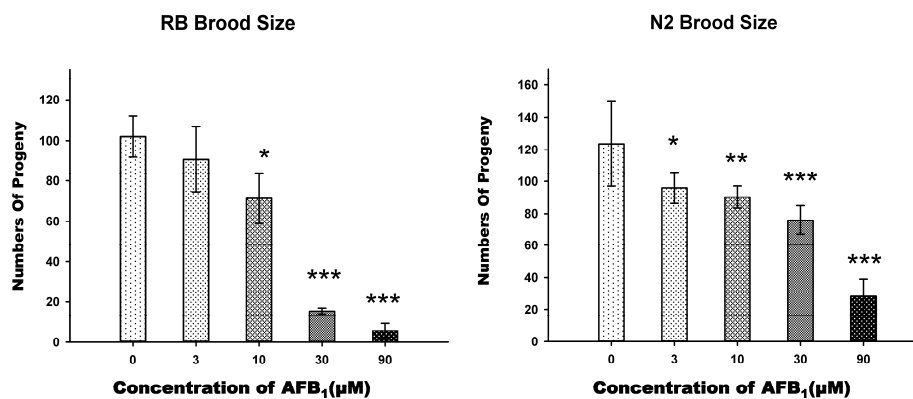 RB Brood Size
Numbers Of Progeny
120
100
80
60
40
20
0
*
***
***
0 3 10 30 90
Concentration of AFB₁(µM)
N2 Brood Size
Numbers Of Progeny
160
140
120
100
80
60
40
20
0
*
**
***
***
0 3 10 30 90
Concentration of AFB₁(µM)